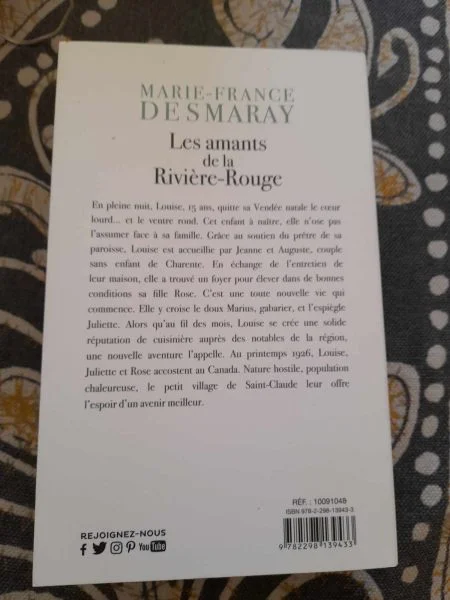 MARIE-FRANCE
DESMARAY
Les amants
de la
Rivière-Rouge
En pleine nuit, Louise, 15 ans, quitte sa Vendée natale le cœur
lourd... et le ventre rond. Cet enfant à naître, elle n'ose pas
l'assumer face à sa famille. Grâce au soutien du prêtre de sa
paroisse, Louise est accueillie par Jeanne et Auguste, couple
sans enfant de Charente. En échange de l'entretien de
leur maison, elle a trouvé un foyer pour élever dans de bonnes
conditions sa fille Rose. C'est une toute nouvelle vie qui
commence. Elle y croise le doux Marius, gabarier, et l'espiègle
Juliette. Alors qu'au fil des mois, Louise se crée une solide
réputation de cuisinière auprès des notables de la région,
une nouvelle aventure l'appelle. Au printemps 1926, Louise,
Juliette et Rose accostent au Canada. Nature hostile, population
chaleureuse, le petit village de Saint-Claude leur offre
l'espoir d'un avenir meilleur.
RÉF. : 10091048
ISBN 978-2-298-13943-3
9 782298 139433
REJOIGNEZ-NOUS
You Tube